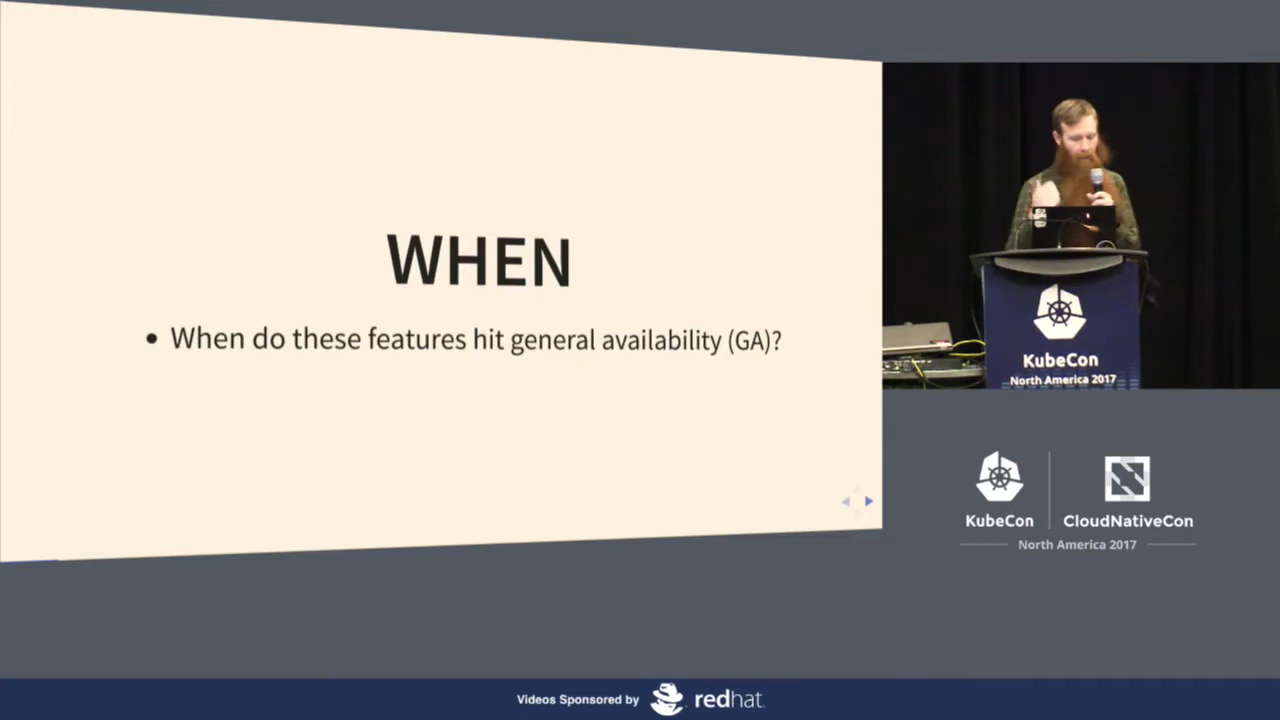 WHEN
• When do these features hit general availability (GA)?
KubeCon
North America 2017
KubeCon
CloudNativeCon
North America 2017
Videos Sponsored by
redhat.